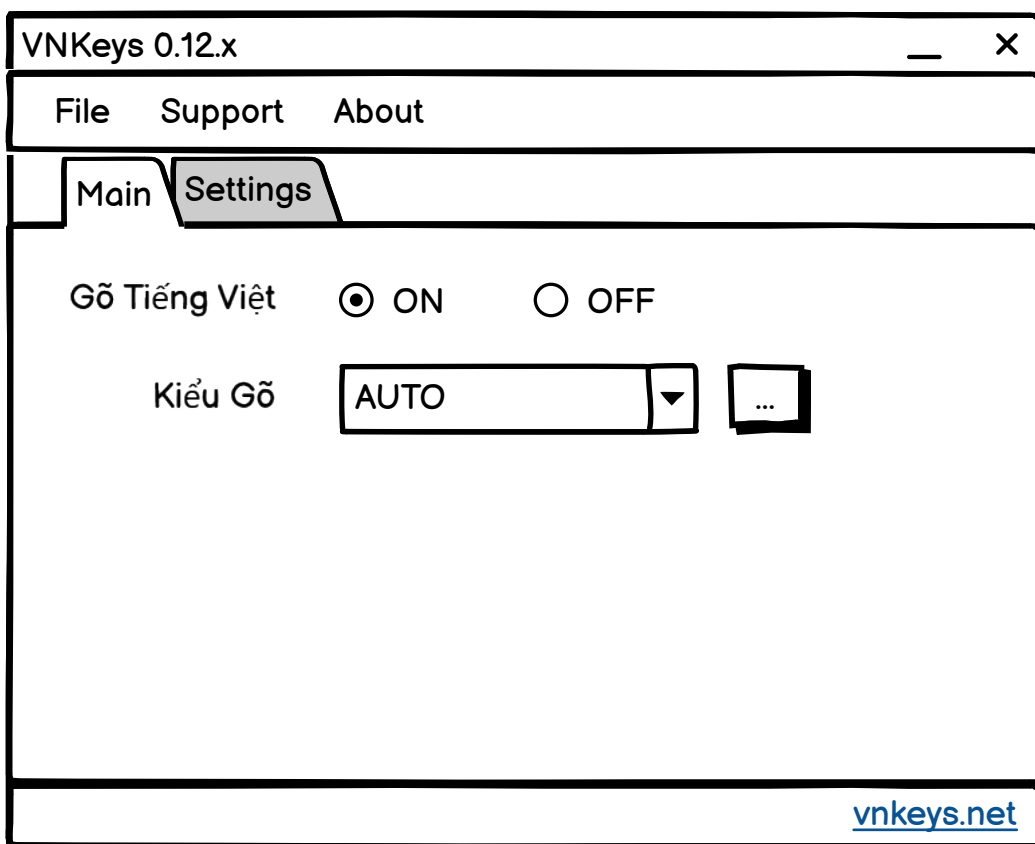 VNKeys 0.12.x
File Support About
Main Settings
Gõ Tiếng Việt ON OFF
Kiểu Gõ AUTO ...
vnkeys.net